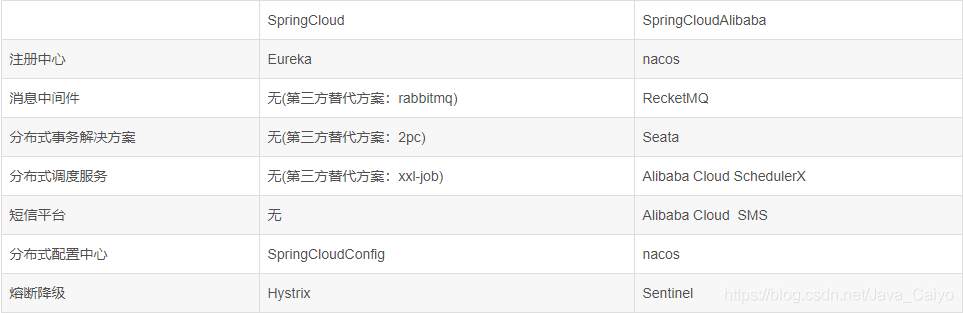 SpringCloud SpringCloudAlibaba
注册中心 Eureka nacos
消息中间件 无(第三方替代方案：rabbitmq) RecketMQ
分布式事务解决方案 无(第三方替代方案：2pc) Seata
分布式调度服务 无(第三方替代方案：xxl-job) Alibaba Cloud SchedulerX
短信平台 无 Alibaba Cloud  SMS
分布式配置中心 SpringCloudConfig nacos
熔断降级 Hystrix Sentinel
https://blog.csdn.net/Java_Caiyo